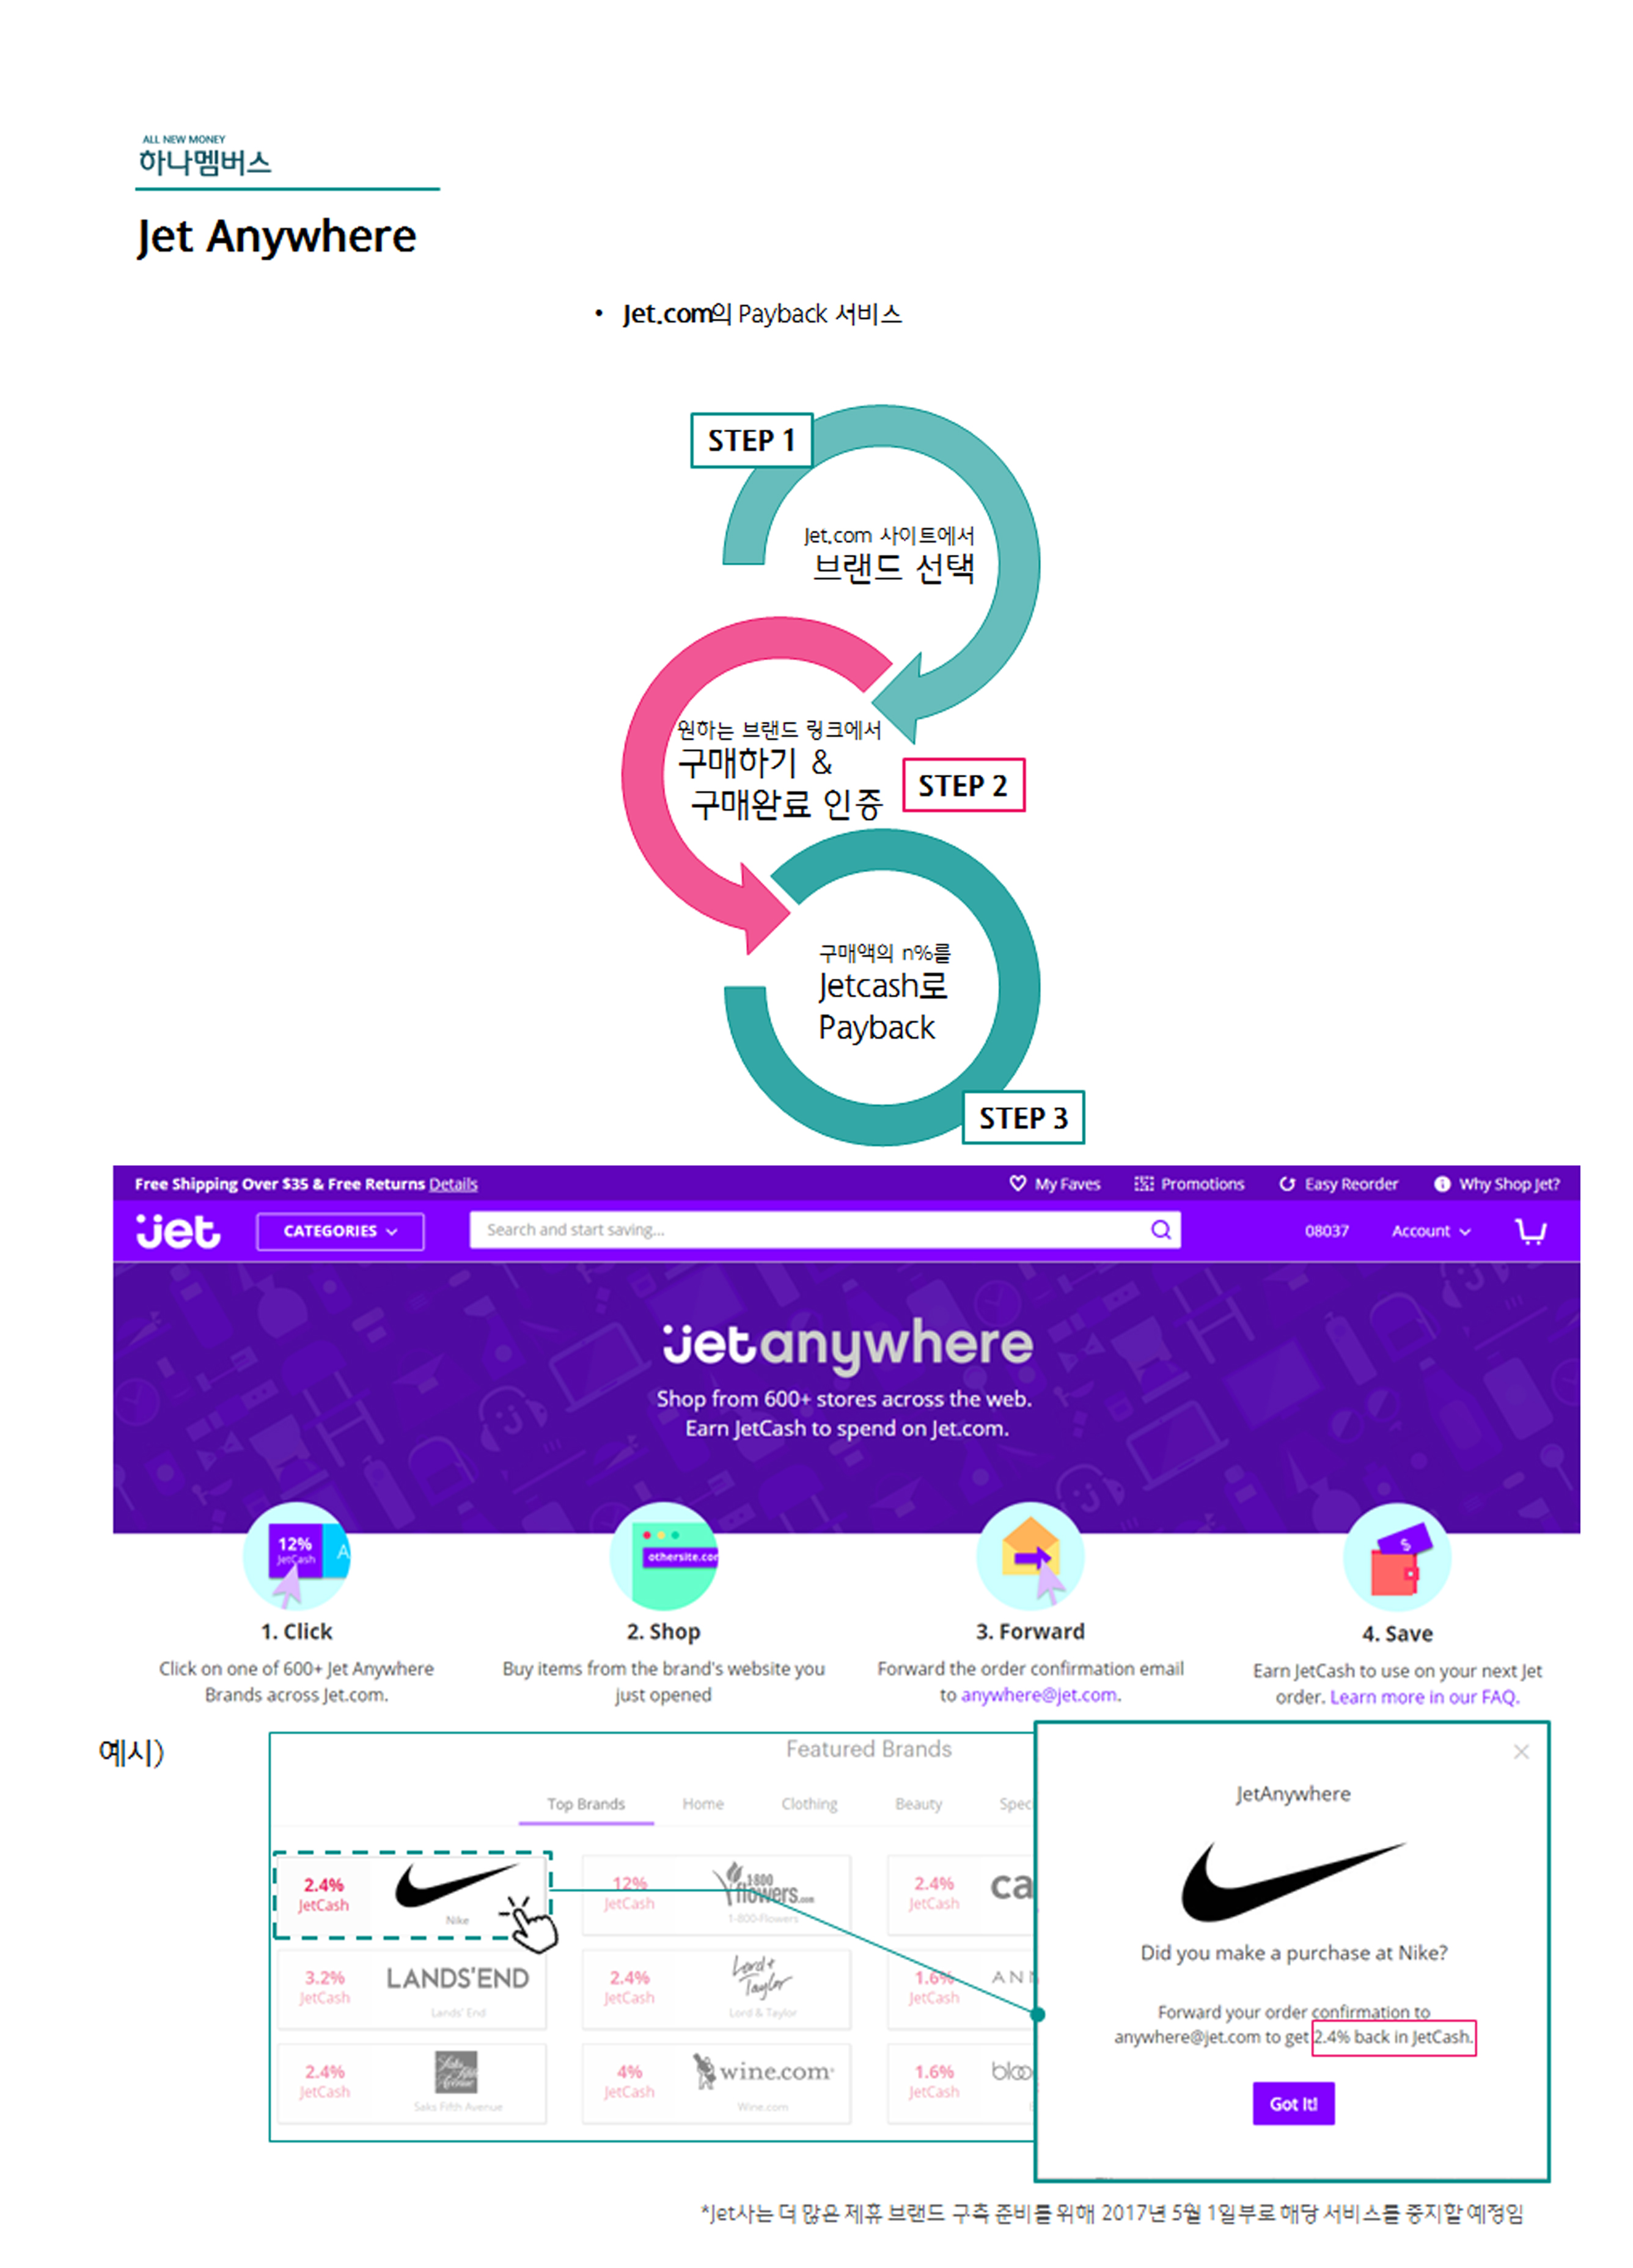 ALL NEW MONEY
하나멤버스
Jet Anywhere
• Jet.com의 Payback 서비스
STEP 1
Jet.com 사이트에서
브랜드 선택
원하는 브랜드 링크에서
구매하기 &
구매완료 인증
STEP 2
구매액의 n%를
Jetcash로
Payback
STEP 3
Free Shipping Over $35 & Free Returns Details My Faves Promotions Easy Reorder Why Shop Jet?
jet CATEGORIES Search and start saving... 08037 Account
jetanywhere
Shop from 600+ stores across the web.
Earn JetCash to spend on Jet.com.
12%
JetCash A
othersite.com
$
1. Click
Click on one of 600+ Jet Anywhere
Brands across Jet.com.
2. Shop
Buy items from the brand's website you
just opened
3. Forward
Forward the order confirmation email
to anywhere@jet.com.
4. Save
Earn JetCash to use on your next Jet
order. Learn more in our FAQ.
예시)
Featured Brands
Top Brands Home Clothing Beauty Spec
2.4%
JetCash
Nike
12%
JetCash
1·800
flowers.com
1-800-Flowers
2.4%
JetCash
ca
3.2%
JetCash
LANDS'END
Lands' End
2.4%
JetCash
Lord &
Taylor
Lord & Taylor
1.6%
JetCash
ANN
2.4%
JetCash
Saks
Fifth
Avenue
Saks Fifth Avenue
4%
JetCash
wine.com
Wine.com
1.6%
JetCash
bloo
JetAnywhere
Did you make a purchase at Nike?
Forward your order confirmation to
anywhere@jet.com to get 2.4% back in JetCash.
Got It!
*Jet사는 더 많은 제휴 브랜드 구축 준비를 위해 2017년 5월 1일부로 해당 서비스를 중지할 예정임